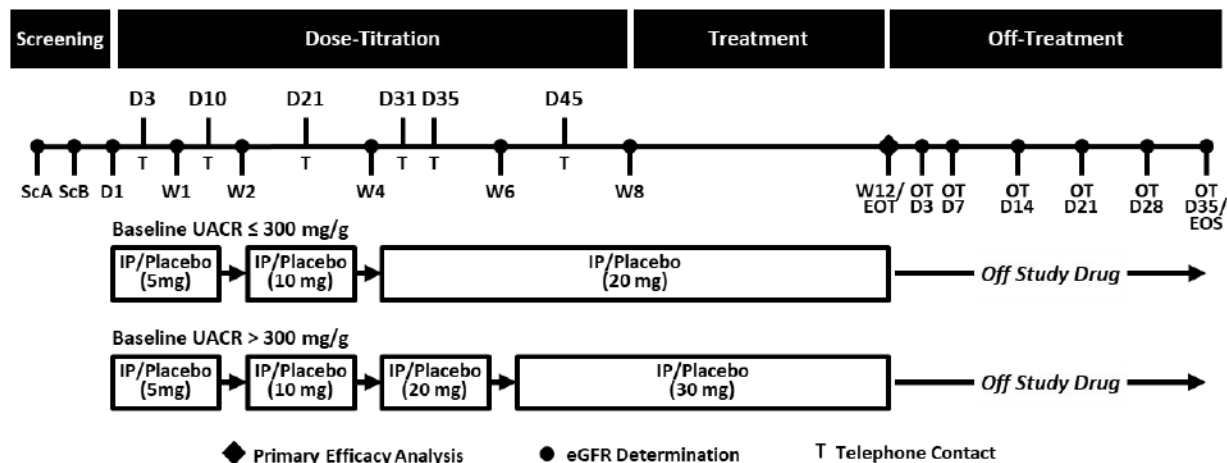 Screening Dose-Titration Treatment Off-Treatment
D3 D10 D21 D31 D35 D45
T T T T T T
ScA ScB D1 W1 W2 W4 W6 W8 W12/ OT OT OT OT OT OT
EOT D3 D7 D14 D21 D28 D35/
EOS
Baseline UACR ≤ 300 mg/g
IP/Placebo IP/Placebo IP/Placebo
(5mg) (10 mg) (20 mg) Off Study Drug
Baseline UACR > 300 mg/g
IP/Placebo IP/Placebo IP/Placebo IP/Placebo
(5mg) (10 mg) (20 mg) (30 mg) Off Study Drug
Primary Efficacy Analysis eGFR Determination T Telephone Contact